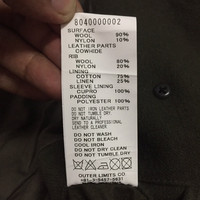 8040000002
SURFACE
WOOL 90%
NYLON 10%
LEATHER PARTS
COWHIDE
RIB
WOOL 80%
NYLON 20%
LINING
COTTON 75%
LINEN 25%
SLEEVE LINING
CUPRO 100%
PADDING
POLYESTER 100%
DO NOT IRON LEATHER PARTS
DO NOT TUMBLE DRY
DRY NATURALLY
SEND TO A PROFESSIONAL
LEATHER CLEANER
DO NOT WASH
DO NOT BLEACH
COOL IRON
DO NOT DRY CLEAN
DO NOT TUMBLE DRY
OUTER LIMITS CO.